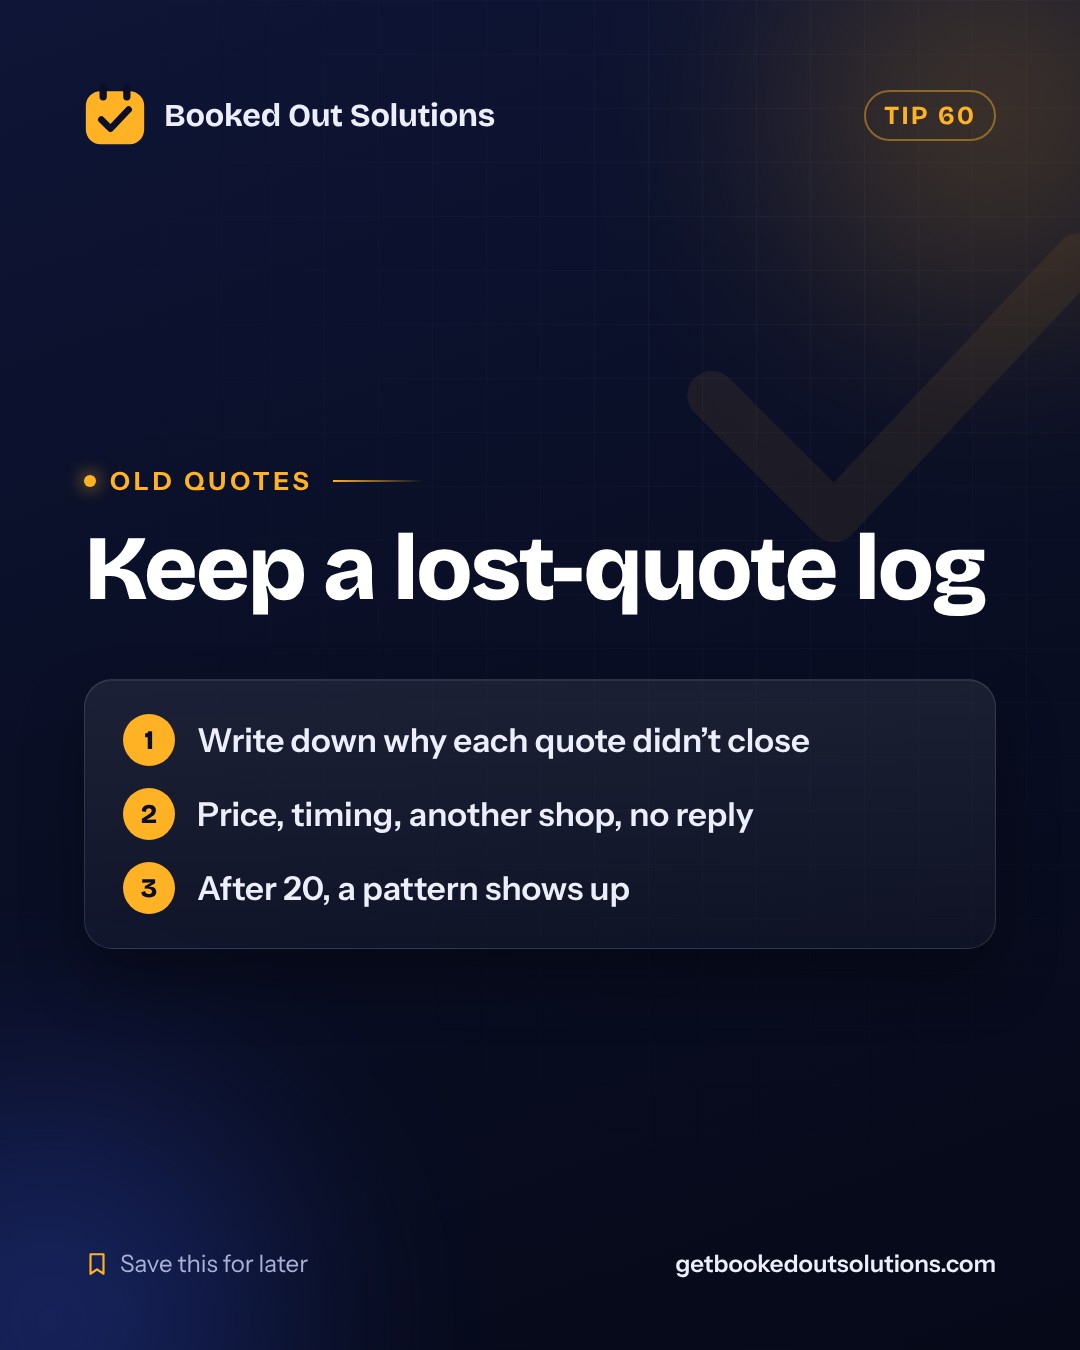 Booked Out Solutions
TIP 60
OLD QUOTES
Keep a lost-quote log
1 Write down why each quote didn’t close
2 Price, timing, another shop, no reply
3 After 20, a pattern shows up
Save this for later
getbookedoutsolutions.com